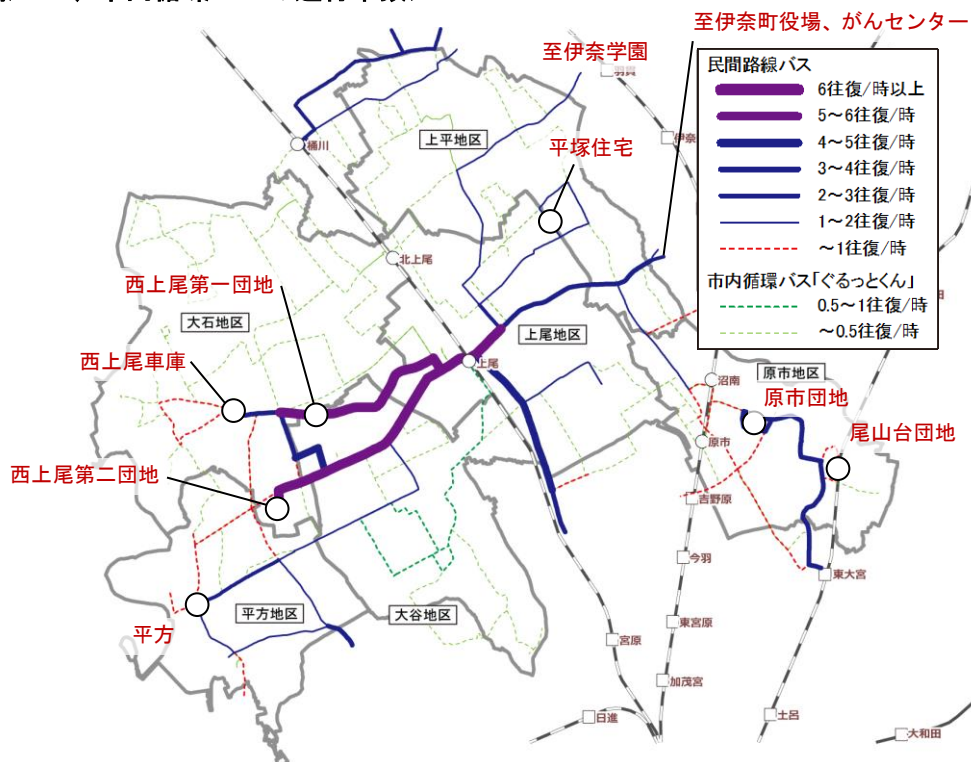 至伊奈町役場、がんセンター
至伊奈学園
羽貫
民間路線バス
6往復/時以上
5～6往復/時
4～5往復/時
3～4往復/時
2～3往復/時
1～2往復/時
～1往復/時
市内循環バス「ぐるっとくん」
0.5～1往復/時
～0.5往復/時
桶川
上平地区
平塚住宅
伊奈
北上尾
西上尾第一団地
大石地区
上尾地区
西上尾車庫
上尾
沼南
原市地区
原市団地
尾山台団地
原市
西上尾第二団地
吉野原
今羽
東大宮
平方地区
大谷地区
平方
東宮原
宮原
加茂宮
日進
土呂
大和田